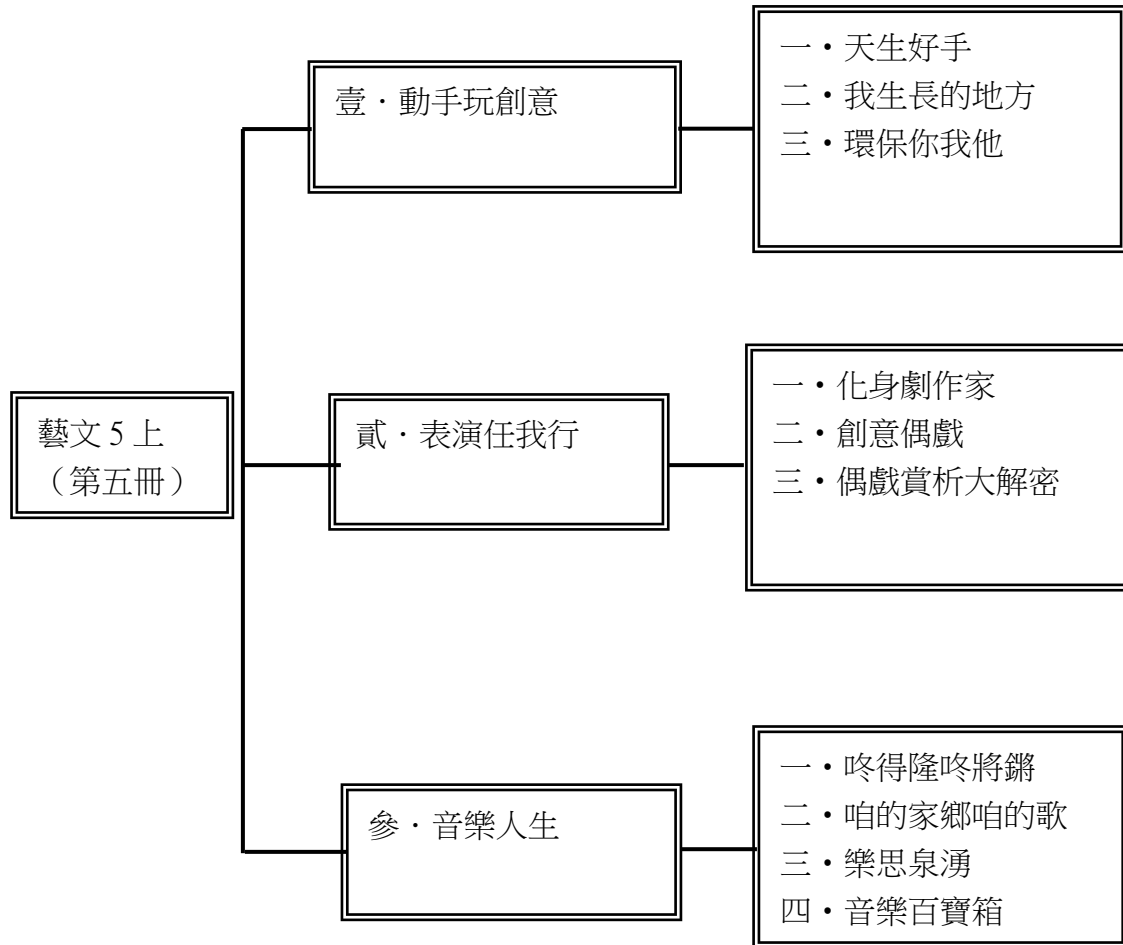 藝文 5 上
（第五冊）
壹．動手玩創意
一・天生好手
二・我生長的地方
三・環保你我他
貳．表演任我行
一・化身劇作家
二・創意偶戲
三・偶戲賞析大解密
參．音樂人生
一・咚得隆咚將鏘
二・咱的家鄉咱的歌
三・樂思泉湧
四・音樂百寶箱